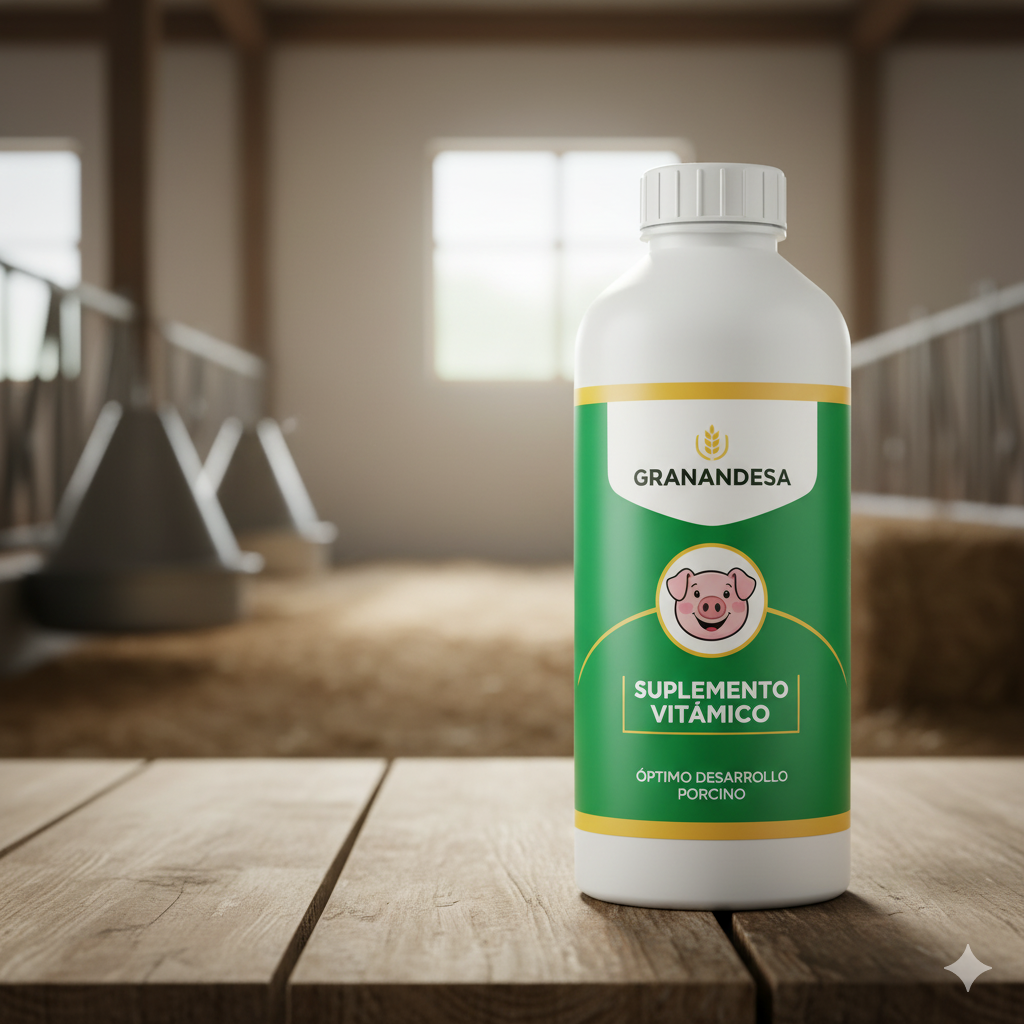 GRANANDESA
SUPLEMENTO
VITÁMICO
ÓPTIMO DESARROLLO
PORCINO